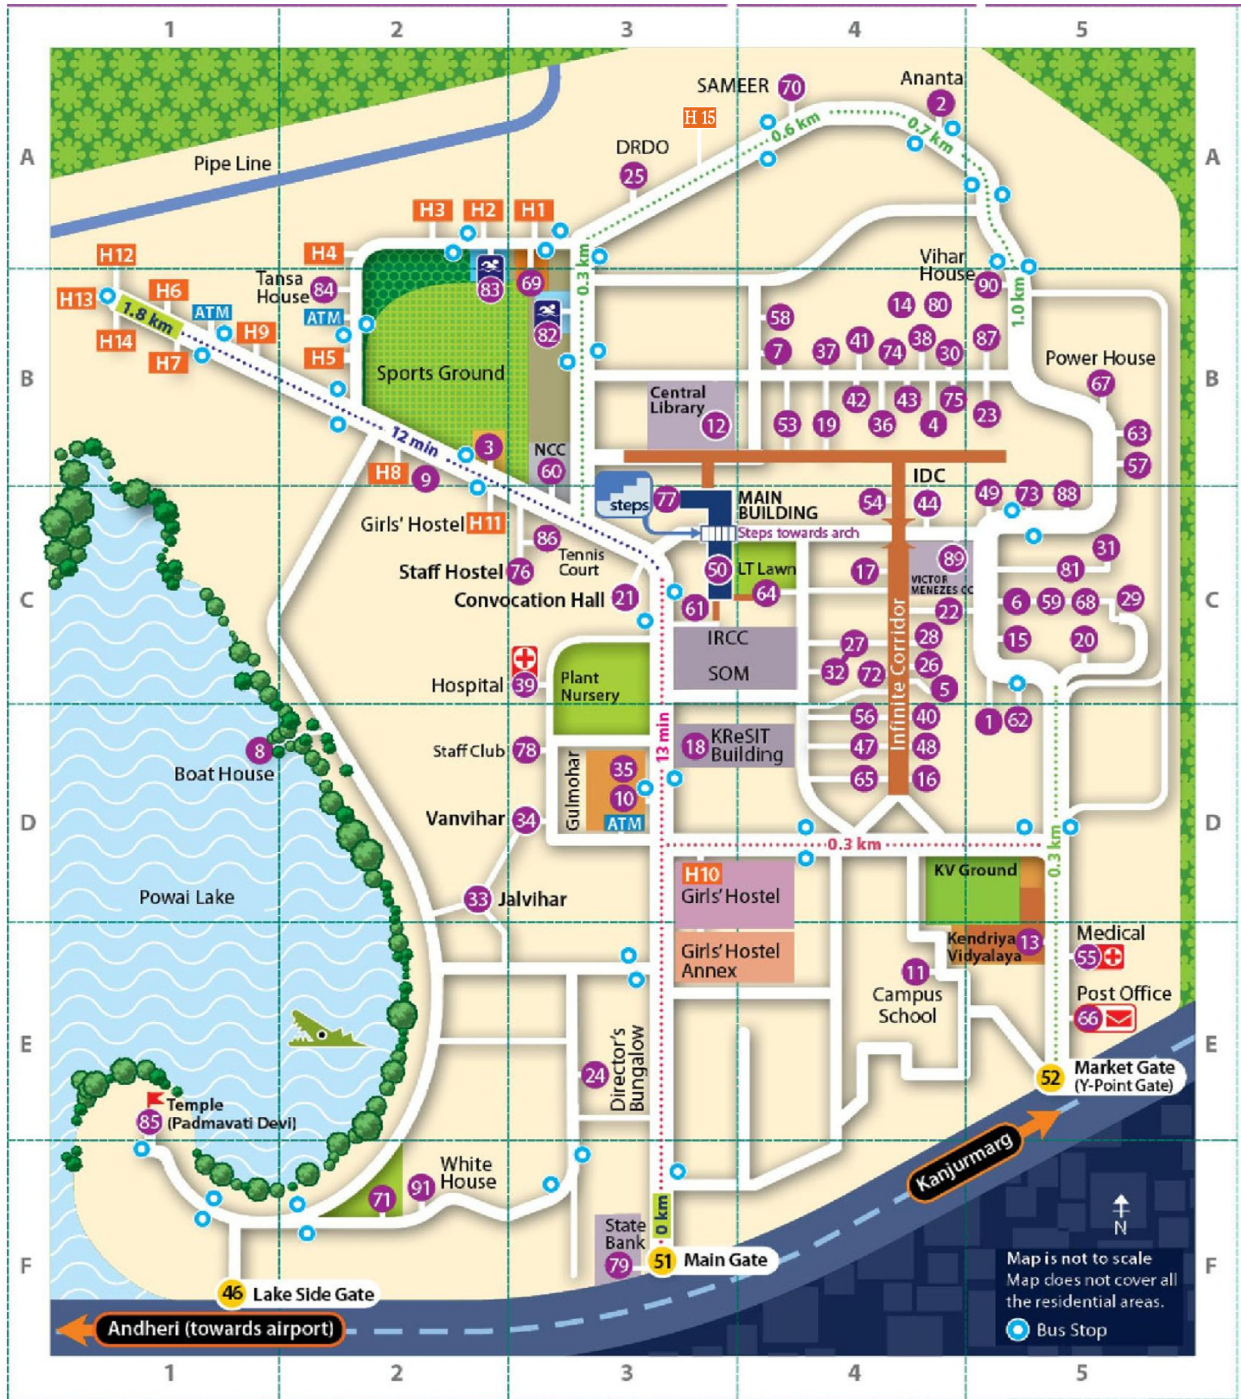 1 2 3 4 5
A
B
C
D
E
F
A
B
C
D
E
F
1 2 3 4 5
Pipe Line
SAMEER 70
Ananta
2
H 15
0.6 km
0.7 km
DRDO
25
H3 H2 H1
H12
H4
Tansa
House 84
83 69
0.3 km
Vihar
House
90
H13
H6
ATM
1.8 km
ATM
H14
H7
H9
H5
82
58
14 80
1.0 km
7 37 41 74 38 30 87
Power House
67
Sports Ground
Central
Library
12
42 43 75
53 19 36 4 23
63
57
12 min
3
NCC
60
H8
9
IDC
steps
77
MAIN
BUILDING
54 44
49 73 88
Girls' Hostel H11
86
Tennis
Court
Steps towards arch
31
Staff Hostel 76
50
LT Lawn
17
89
VICTOR
MENEZES CC
81
Convocation Hall 21
61
64
22
6 59 68 29
IRCC
27
28
15
20
SOM
32 72
26
5
Hospital 39
Plant
Nursery
Infinite Corridor
56 40
1 62
8
Boat House
Staff Club 78
13 min
18 KReSIT
Building
47 48
Gulmohar
35
10
ATM
65 16
Vanvihar 34
0.3 km
0.3 km
H10
Girls' Hostel
KV Ground
Powai Lake
33 Jalvihar
Girls' Hostel
Annex
Kendriya
Vidyalaya
13
Medical
55
11
Campus
School
Post Office
66
24
Director's
Bungalow
52 Market Gate
(Y-Point Gate)
Temple
(Padmavati Devi)
85
Kanjurmarg
White
House
71 91
0 km
State
Bank
79
51 Main Gate
N
46 Lake Side Gate
Andheri (towards airport)
Map is not to scale
Map does not cover all
the residential areas.
Bus Stop